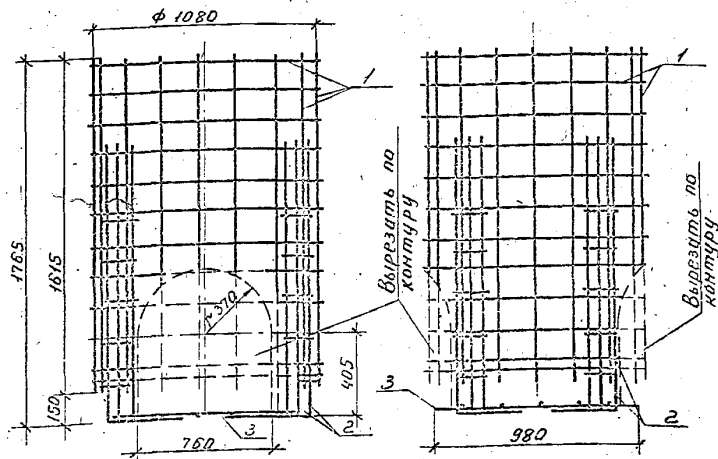 ф 1080
1
1765
1615
150
r≈370
405
Вырезать по
контуру
3
2
760
1
Вырезать по
контуру
3
2
980